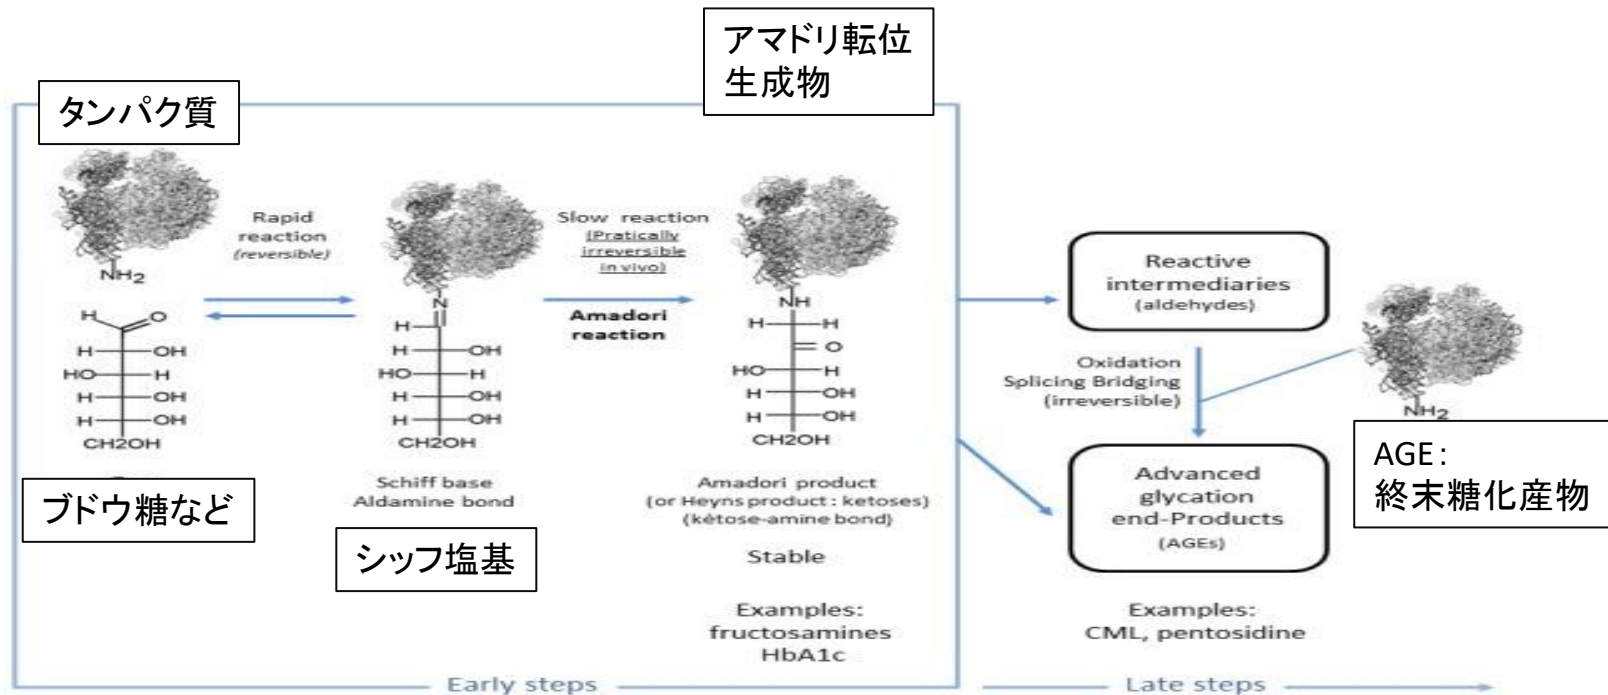 アマドリ転位
生成物
タンパク質
Rapid
reaction
(reversible)
Slow reaction
(Pratically
irreversible
in vivo)
Amadori
reaction
NH2
H
O
H
OH
HO
H
H
OH
H
OH
CH2OH
N
H
H
OH
HO
H
H
OH
H
OH
CH2OH
NH
H
H
O
HO
H
H
OH
H
OH
CH2OH
ブドウ糖など
Schiff base
Aldamine bond
シッフ塩基
Amadori product
(or Heyns product : ketoses)
(kétose-amine bond)
Stable
Examples:
fructosamines
HbA1c
Early steps
Reactive
intermediaries
(aldehydes)
Oxidation
Splicing Bridging
(irreversible)
NH2
Advanced
glycation
end-Products
(AGEs)
AGE：
終末糖化産物
Examples:
CML, pentosidine
Late steps